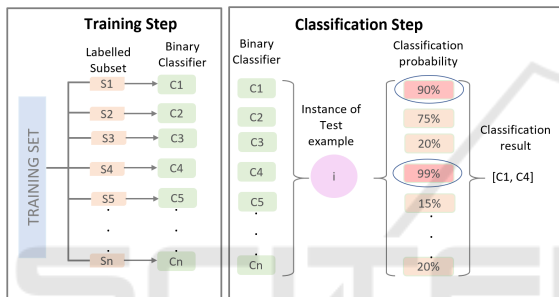 Training Step
Labelled
Subset
Binary
Classifier
TRAINING SET
S1
C1
S2
C2
S3
C3
S4
C4
S5
C5
Sn
Cn
Classification Step
Binary
Classifier
C1
C2
C3
C4
C5
Cn
Instance of
Test
example
i
Classification
probability
90%
75%
20%
99%
15%
20%
Classification
result
[C1, C4]